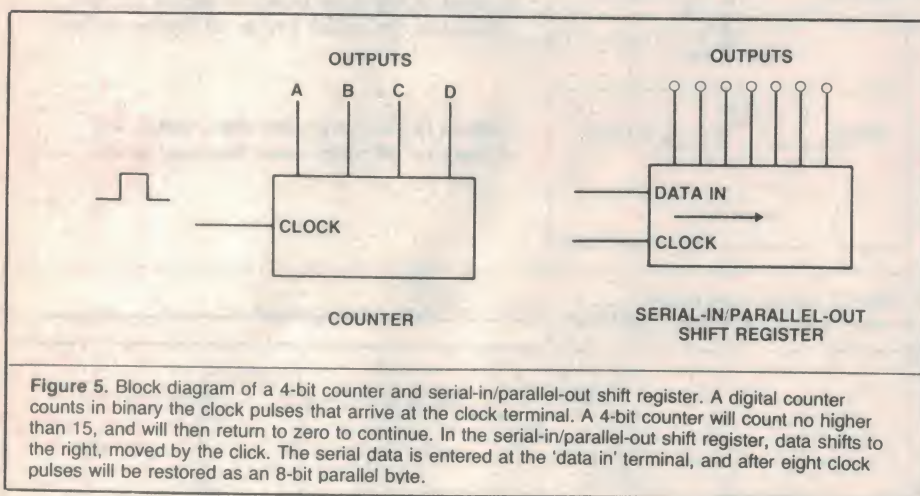 OUTPUTS
A B C D
CLOCK
COUNTER
OUTPUTS
DATA IN
CLOCK
SERIAL-IN/PARALLEL-OUT
SHIFT REGISTER
Figure 5. Block diagram of a 4-bit counter and serial-in/parallel-out shift register. A digital counter
counts in binary the clock pulses that arrive at the clock terminal. A 4-bit counter will count no higher
than 15, and will then return to zero to continue. In the serial-in/parallel-out shift register, data shifts to
the right, moved by the click. The serial data is entered at the 'data in' terminal, and after eight clock
pulses will be restored as an 8-bit parallel byte.